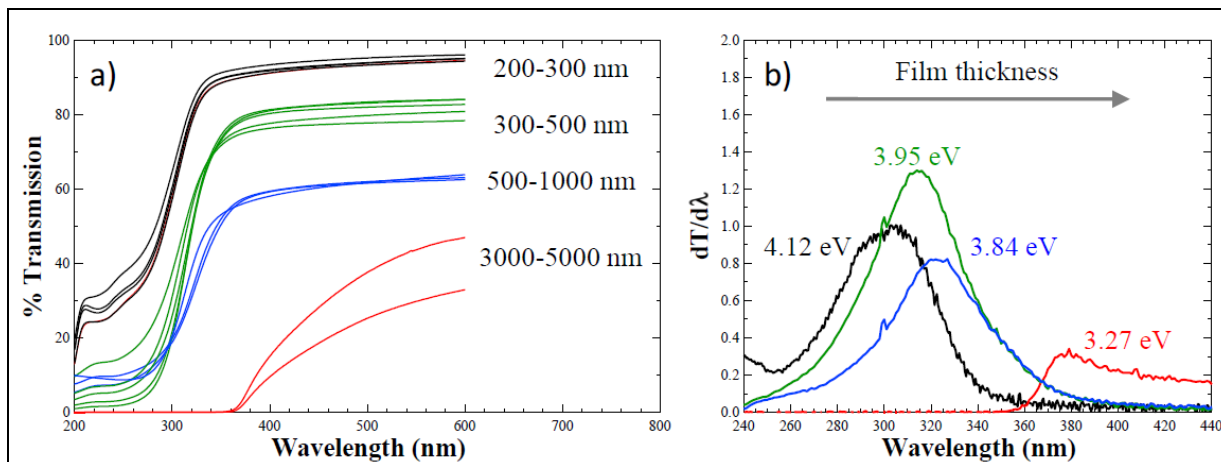 a)
200-300 nm
300-500 nm
500-1000 nm
3000-5000 nm
% Transmission
100
80
60
40
20
0
200 300 400 500 600 700 800
Wavelength (nm)
b)
Film thickness
3.95 eV
4.12 eV
3.84 eV
3.27 eV
dT/dλ
2.0
1.8
1.6
1.4
1.2
1.0
0.8
0.6
0.4
0.2
0.0
240 260 280 300 320 340 360 380 400 420 440
Wavelength (nm)